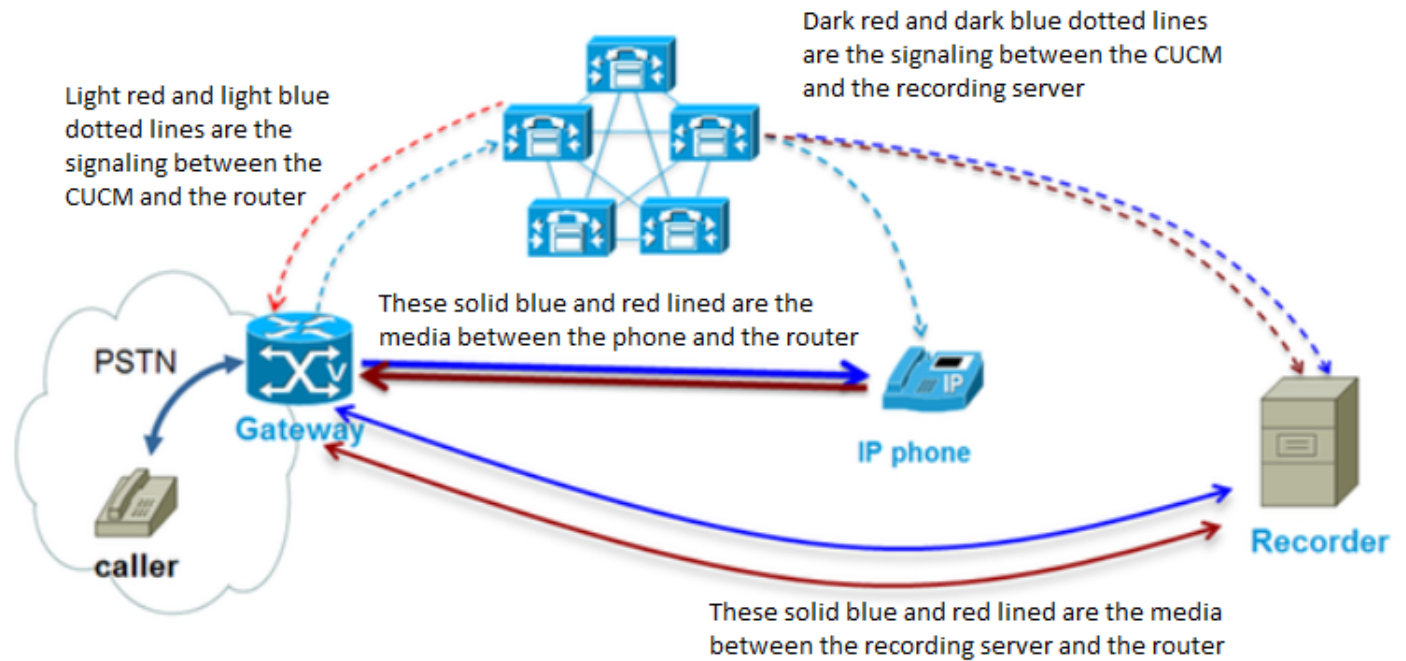 Dark red and dark blue dotted lines
are the signaling between the CUCM
and the recording server
Light red and light blue
dotted lines are the
signaling between the
CUCM and the router
These solid blue and red lined are the
media between the phone and the router
PSTN
V
IP
Gateway
IP phone
caller
Recorder
These solid blue and red lined are the media
between the recording server and the router